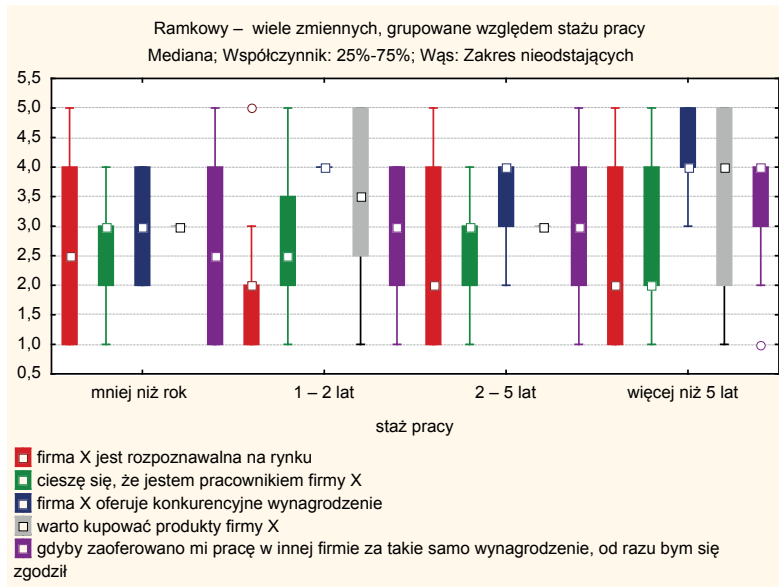 Ramkowy – wiele zmiennych, grupowane względem stażu pracy
Mediana; Współczynnik: 25%-75%; Wąs: Zakres nieodstających
5,5
5,0
4,5
4,0
3,5
3,0
2,5
2,0
1,5
1,0
0,5
mniej niż rok
1 – 2 lat
2 – 5 lat
więcej niż 5 lat
staż pracy
firma X jest rozpoznawalna na rynku
cieszę się, że jestem pracownikiem firmy X
firma X oferuje konkurencyjne wynagrodzenie
warto kupować produkty firmy X
gdyby zaoferowano mi pracę w innej firmie za takie samo wynagrodzenie, od razu bym się
zgodził